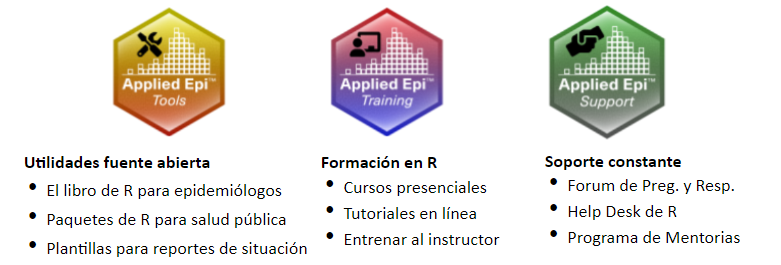 Applied Epi™
Tools
Utilidades fuente abierta
• El libro de R para epidemiólogos
• Paquetes de R para salud pública
• Plantillas para reportes de situación
Applied Epi™
Training
Formación en R
• Cursos presenciales
• Tutoriales en línea
• Entrenar al instructor
Applied Epi™
Support
Soporte constante
• Forum de Preg. y Resp.
• Help Desk de R
• Programa de Mentorias